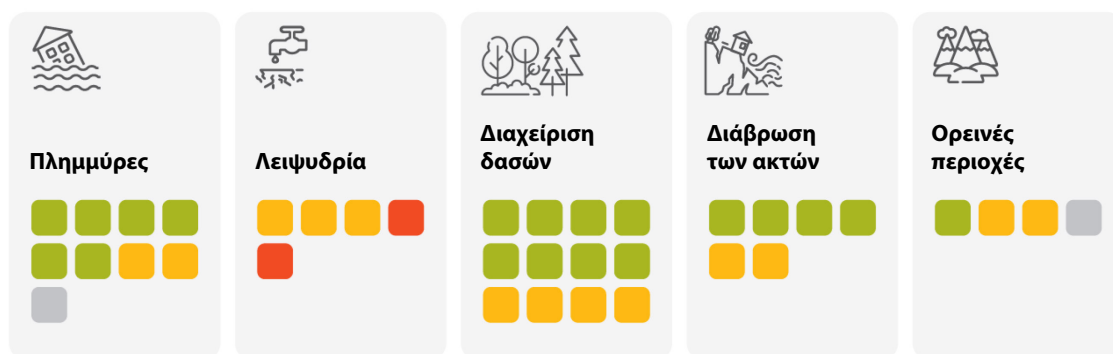 Πλημμύρες
Λειψυδρία
Διαχείριση
δασών
Διάβρωση
των ακτών
Ορεινές
περιοχές